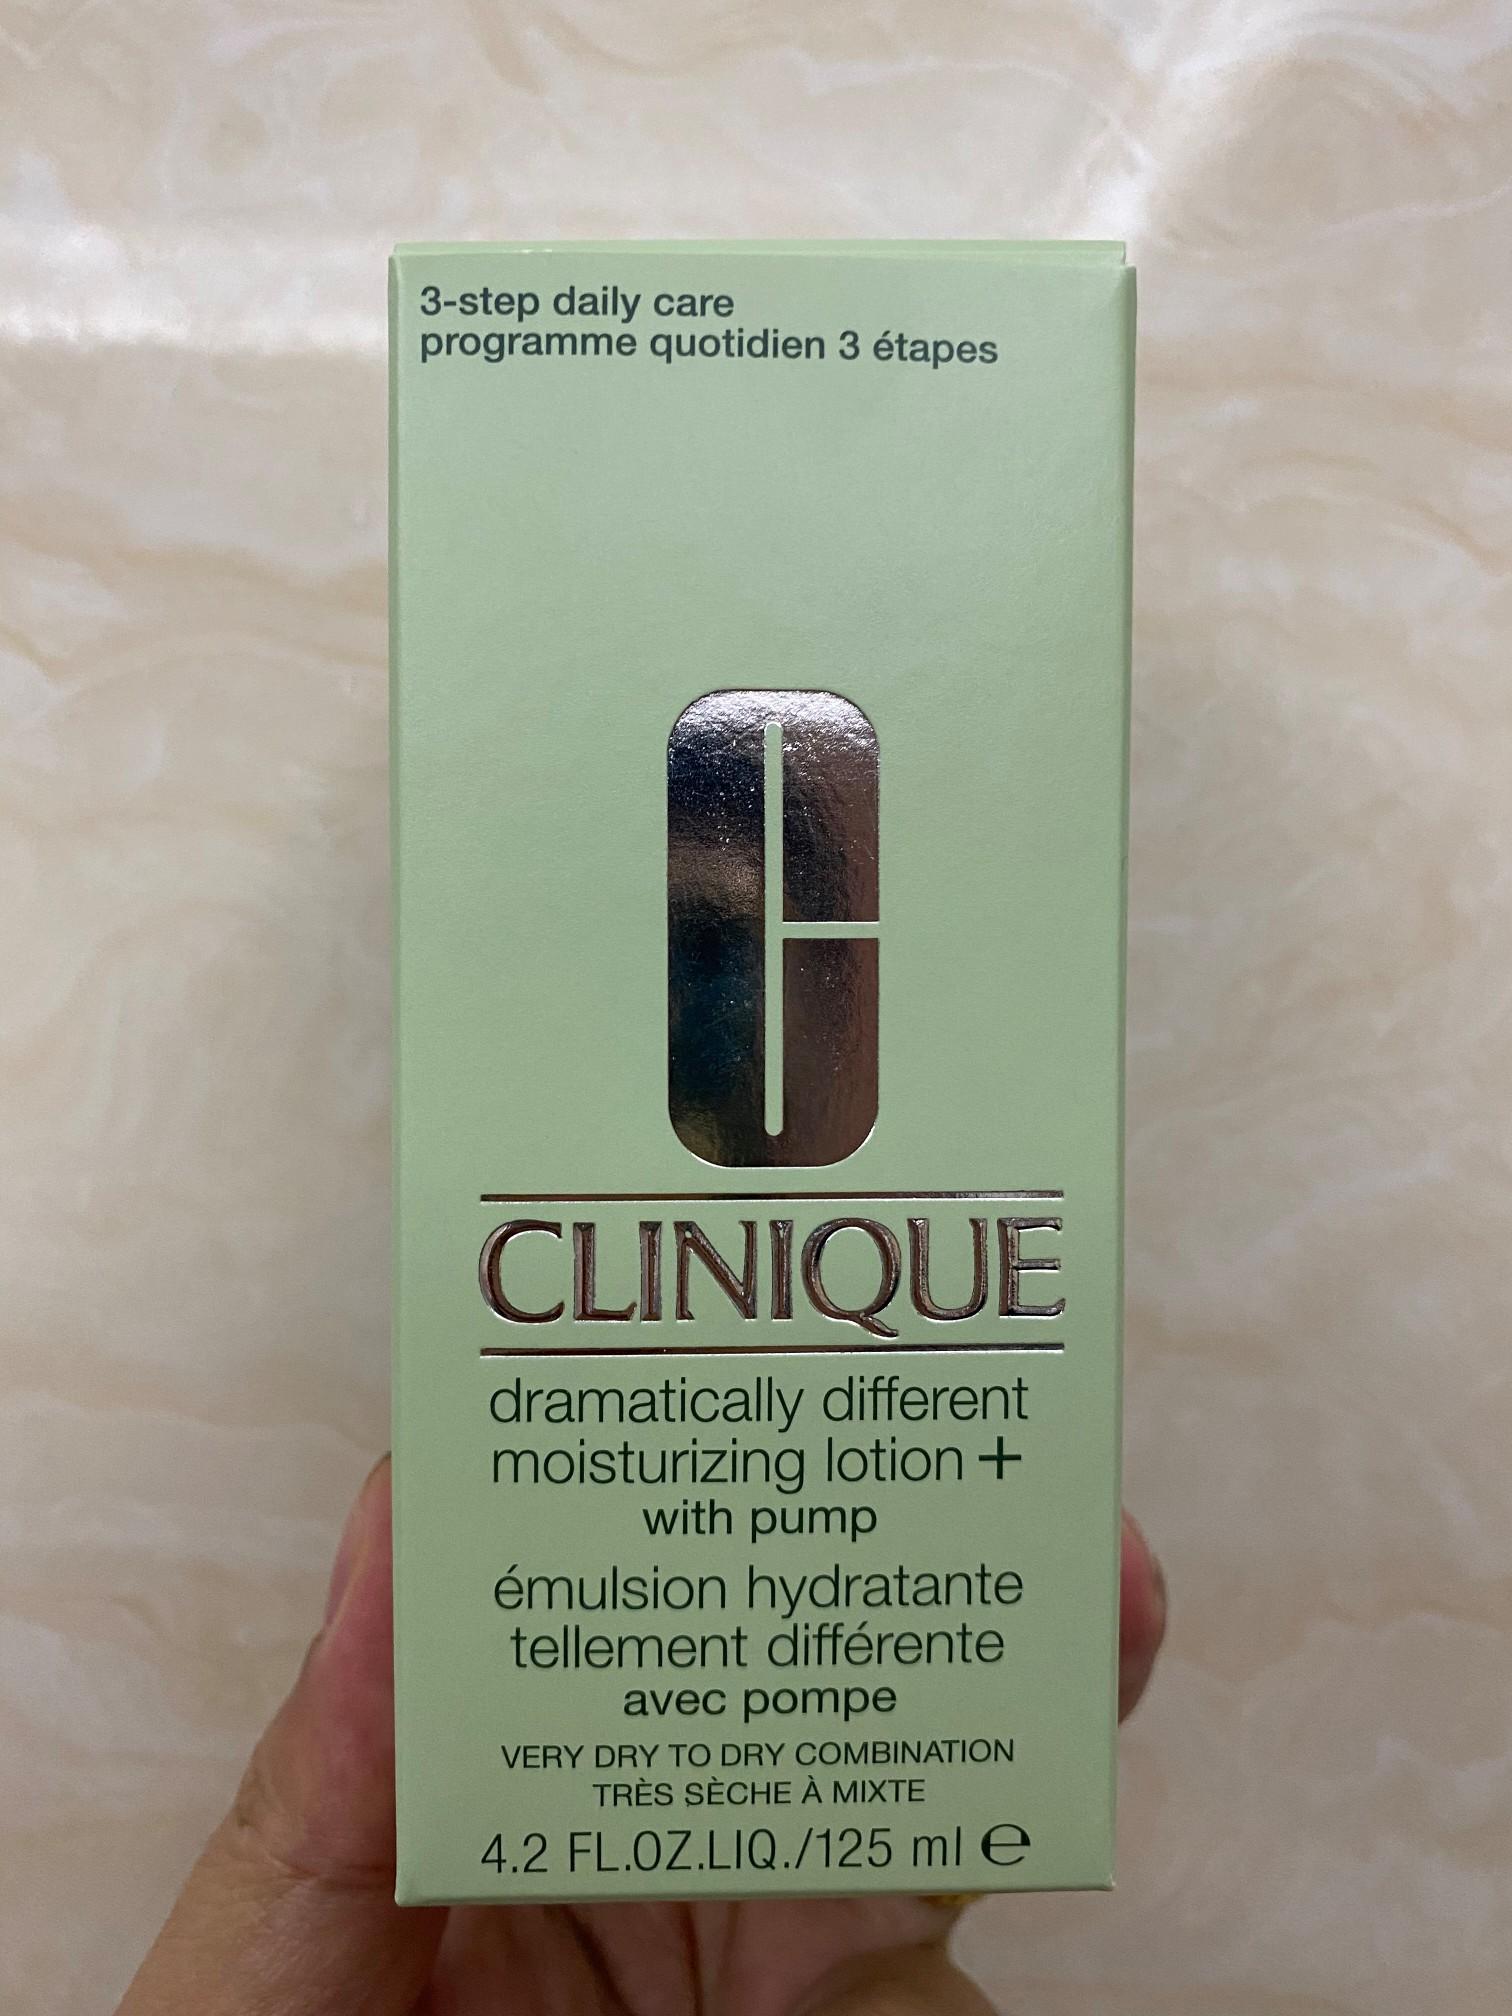 3-step daily care
programme quotidien 3 étapes
C
CLINIQUE
dramatically different
moisturizing lotion +
with pump
émulsion hydratante
tellement différente
avec pompe
VERY DRY TO DRY COMBINATION
TRÈS SÈCHE À MIXTE
4.2 FL.OZ.LIQ./125 ml ℮